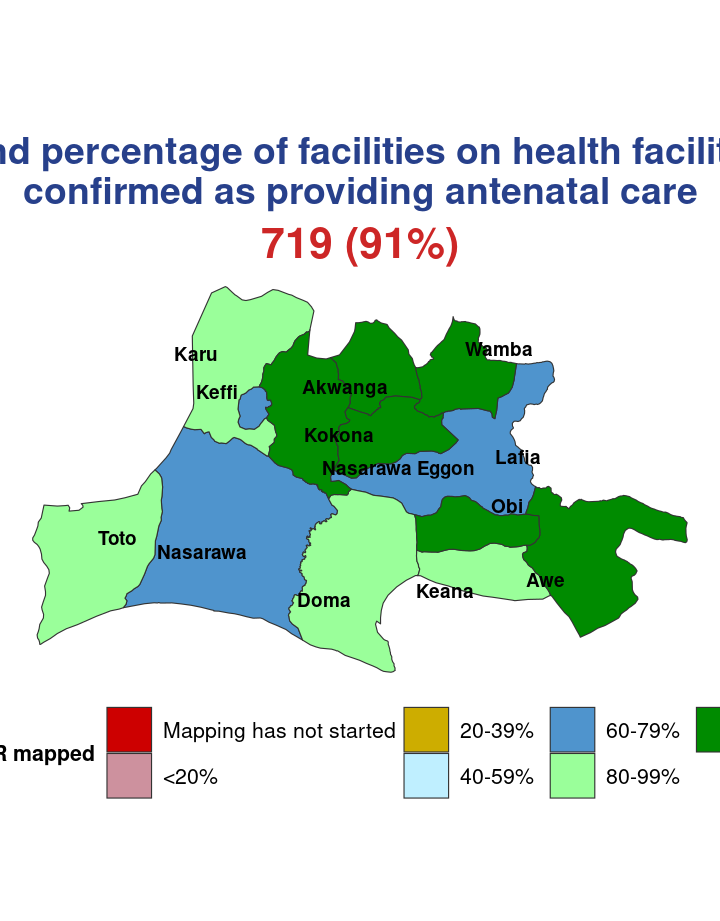 nd percentage of facilities on health facilit
confirmed as providing antenatal care
719 (91%)
Wamba
Karu
Akwanga
Keffi
Kokona
Lafia
Nasarawa Eggon
Obi
Toto
Nasarawa
Awe
Keana
Doma
R mapped
Mapping has not started
20-39%
60-79%
<20%
40-59%
80-99%